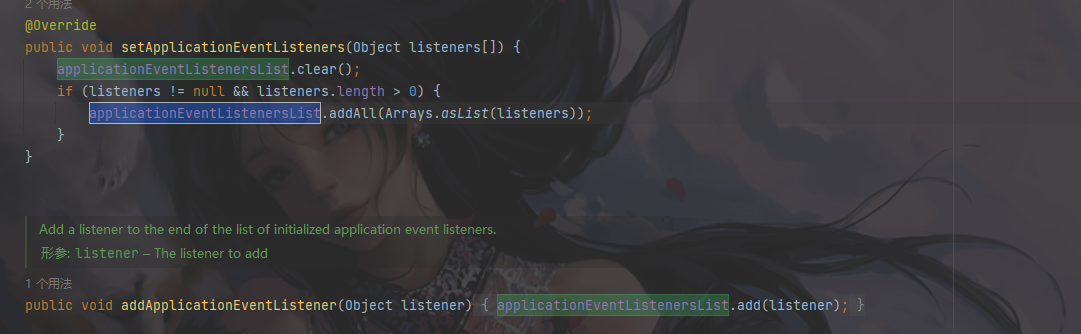 2 个用法
@Override
public void setApplicationEventListeners(Object listeners[]) {
applicationEventListenersList.clear();
if (listeners != null && listeners.length > 0) {
applicationEventListenersList.addAll(Arrays.asList(listeners));
}
}
Add a listener to the end of the list of initialized application event listeners.
形参: listener – The listener to add
1 个用法
public void addApplicationEventListener(Object listener) { applicationEventListenersList.add(listener); }